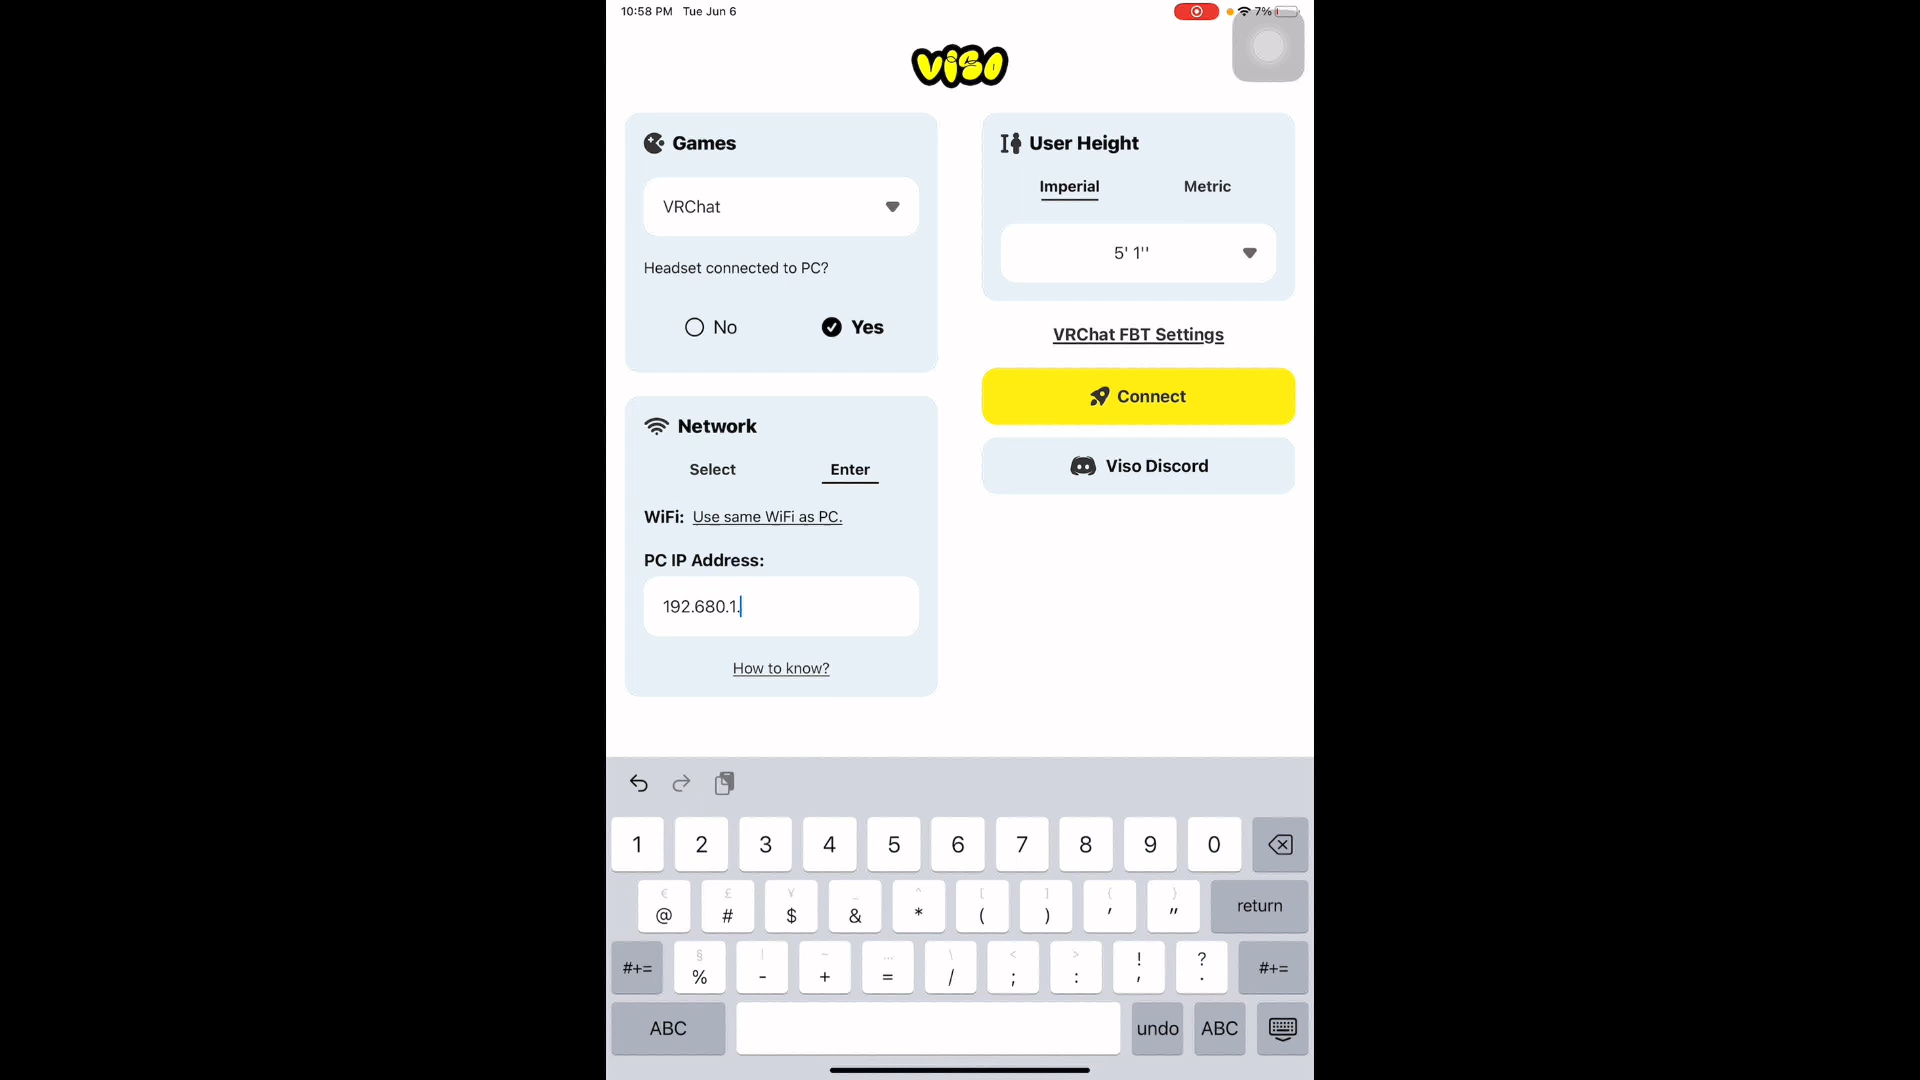 10:58 PM Tue Jun 6
7%
viso
Games
VRChat
Headset connected to PC?
No
Yes
Network
Select
Enter
WiFi: Use same WiFi as PC.
PC IP Address:
192.680.1.
How to know?
User Height
Imperial
Metric
5' 1''
VRChat FBT Settings
Connect
Viso Discord
1 2 3 4 5 6 7 8 9 0
€ £ ¥ _ ^ [ ] { }
@ # $ & * ( ) ' " return
§ | ~ … \ < > ! ?
#+= % - + = / ; : , . #+=
ABC undo ABC